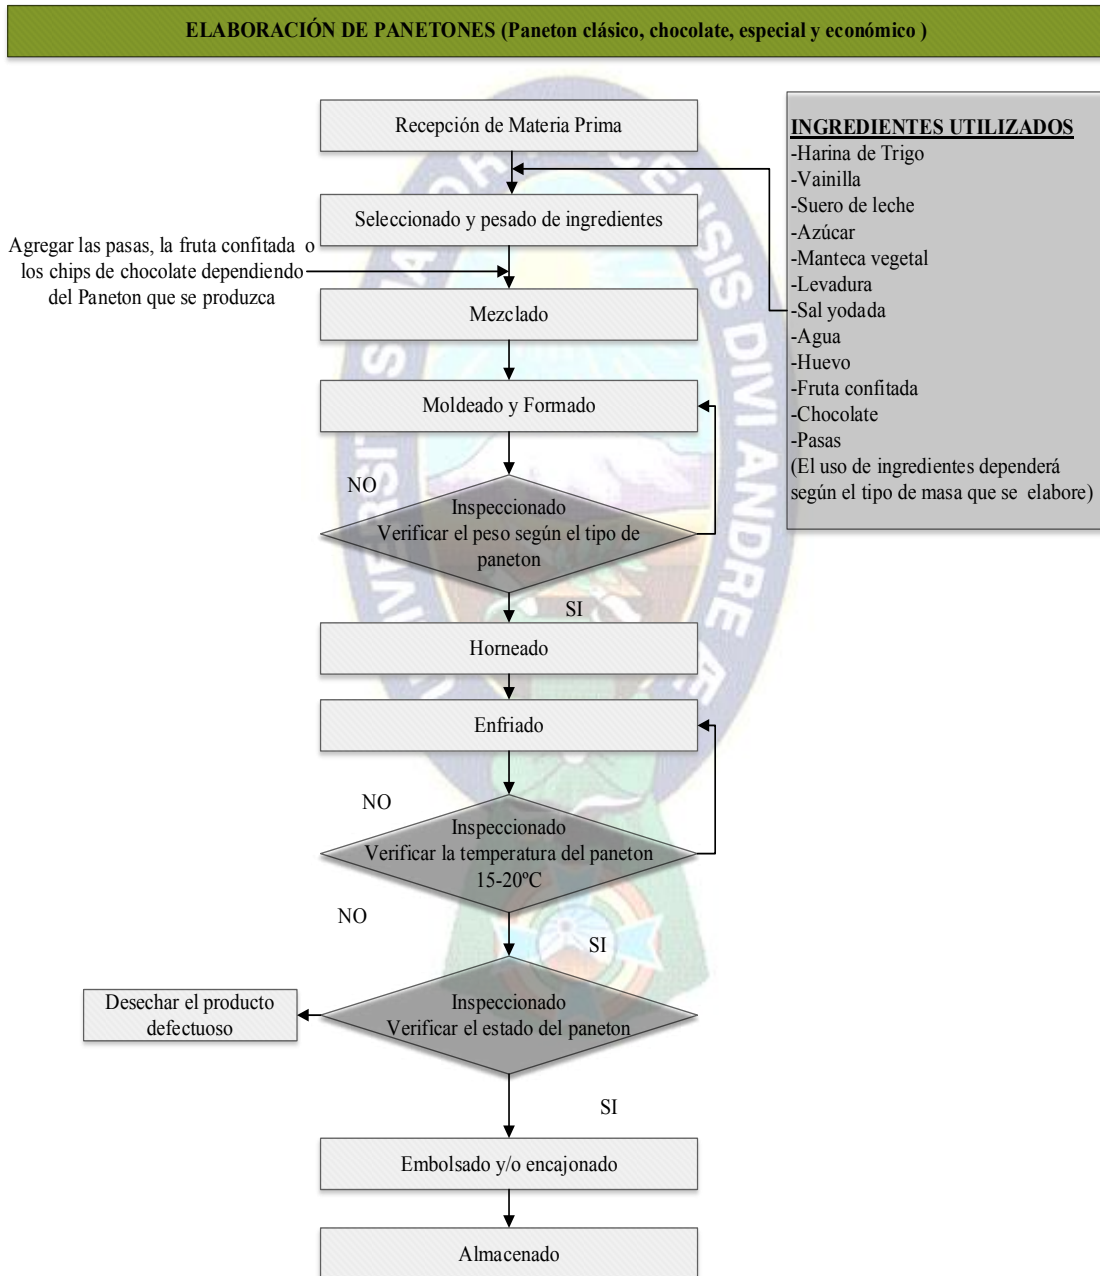 ELABORACIÓN DE PANETONES (Paneton clásico, chocolate, especial y económico )
Recepción de Materia Prima
INGREDIENTES UTILIZADOS
-Harina de Trigo
-Vainilla
-Suero de leche
-Azúcar
-Manteca vegetal
-Levadura
-Sal yodada
-Agua
-Huevo
-Fruta confitada
-Chocolate
-Pasas
(El uso de ingredientes dependerá
según el tipo de masa que se elabore)
Seleccionado y pesado de ingredientes
Agregar las pasas, la fruta confitada o
los chips de chocolate dependiendo
del Paneton que se produzca
Mezclado
Moldeado y Formado
NO
Inspeccionado
Verificar el peso según el tipo de
paneton
SI
Horneado
Enfriado
NO
Inspeccionado
Verificar la temperatura del paneton
15-20ºC
NO
SI
Inspeccionado
Verificar el estado del paneton
Desechar el producto
defectuoso
SI
Embolsado y/o encajonado
Almacenado